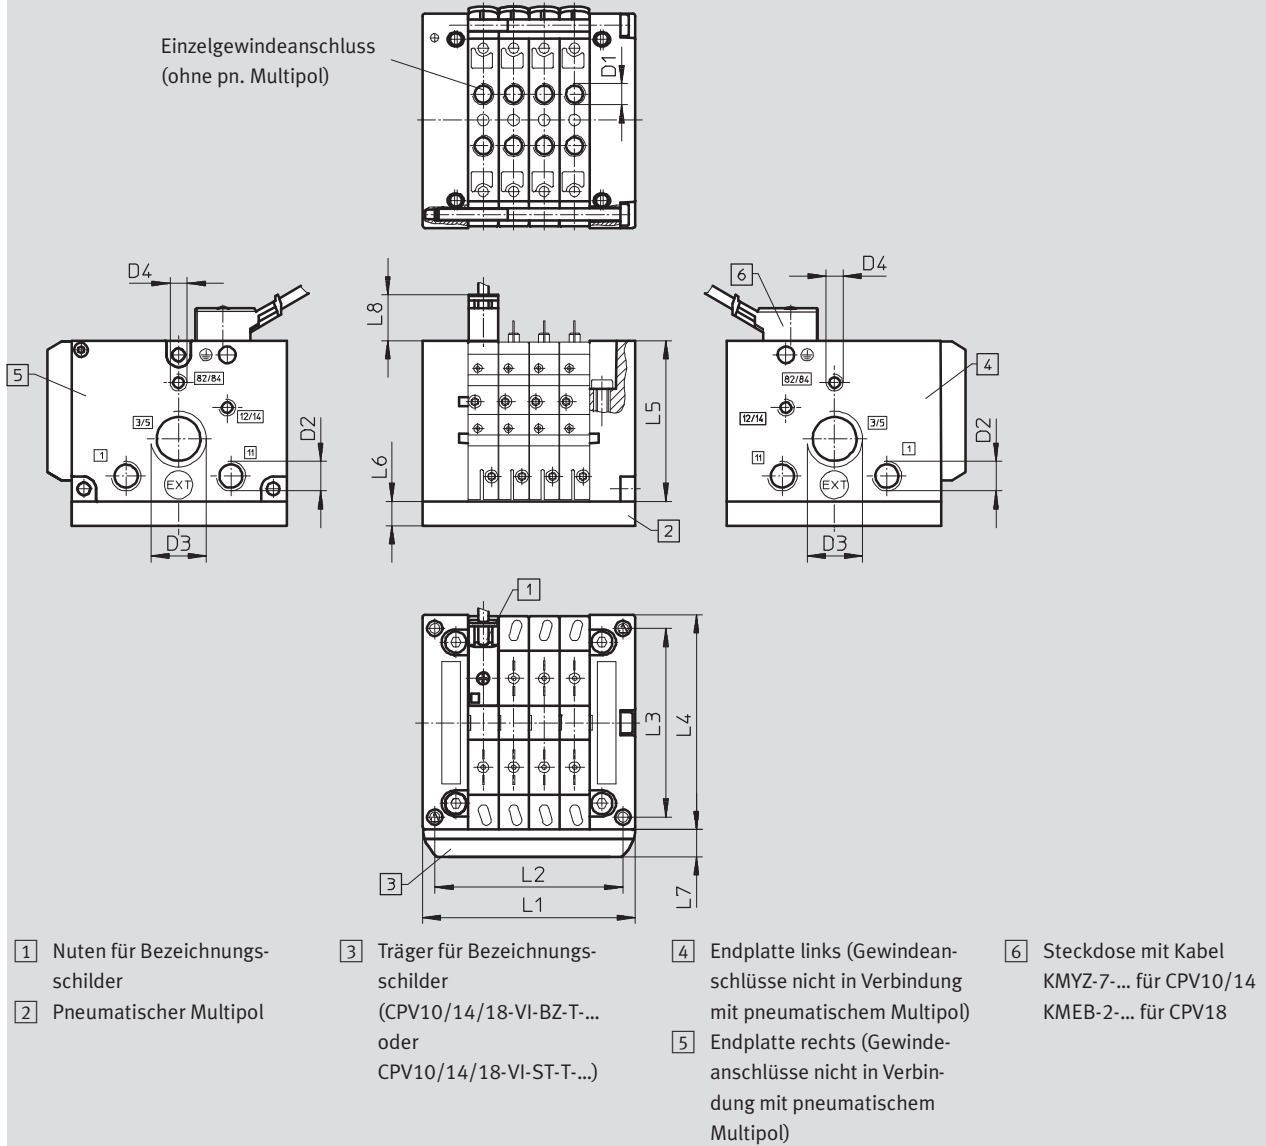 Einzelgewindeanschluss
(ohne pn. Multipol)
D1
D4
L8
6
D4
5
82/84
12/14
3/5
1
11
EXT
D2
D3
L6
L5
2
82/84
12/14
3/5
11
1
EXT
4
D2
D3
1
L3
L4
3
L2
L1
L7
1 Nuten für Bezeichnungs-
schilder
2 Pneumatischer Multipol
3 Träger für Bezeichnungs-
schilder
(CPV10/14/18-VI-BZ-T-...
oder
CPV10/14/18-VI-ST-T-...)
4 Endplatte links (Gewindean-
schlüsse nicht in Verbindung
mit pneumatischem Multipol)
5 Endplatte rechts (Gewinde-
anschlüsse nicht in Verbin-
dung mit pneumatischem
Multipol)
6 Steckdose mit Kabel
KMYZ-7-... für CPV10/14
KMEB-2-... für CPV18